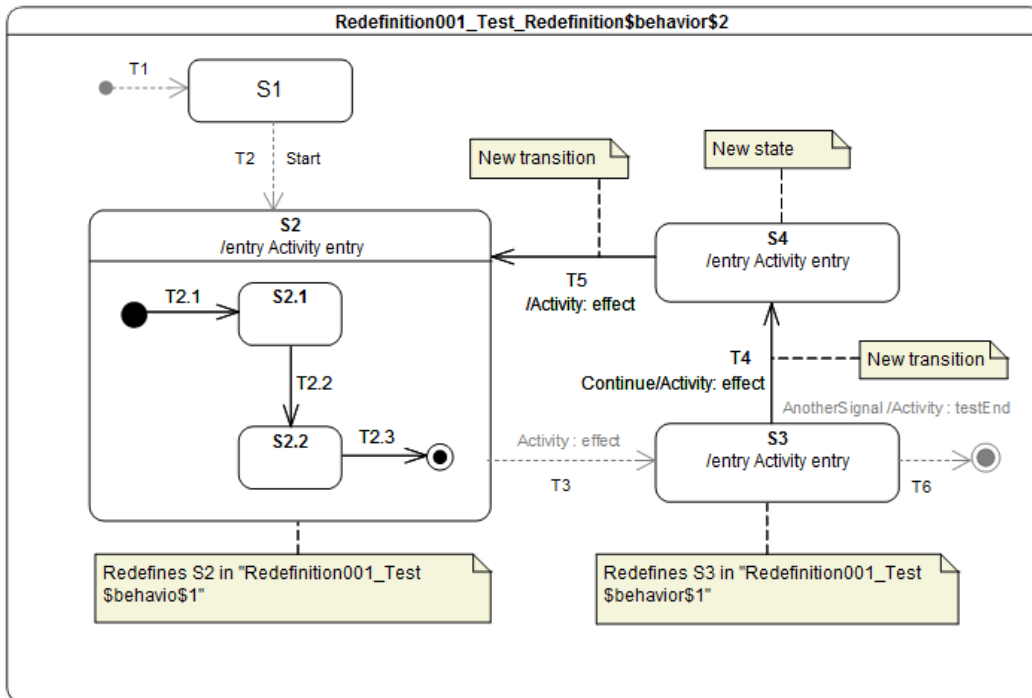 Redefinition001_Test_Redefinition$behavior$2
T1
S1
T2 Start
New transition
New state
S2
/entry Activity entry
S4
/entry Activity entry
T5
/Activity: effect
T2.1
S2.1
T2.2
T4
Continue/Activity: effect
New transition
AnotherSignal /Activity : testEnd
S2.2
T2.3
Activity : effect
T3
S3
/entry Activity entry
T6
Redefines S2 in "Redefinition001_Test
$behavio$1"
Redefines S3 in "Redefinition001_Test
$behavior$1"